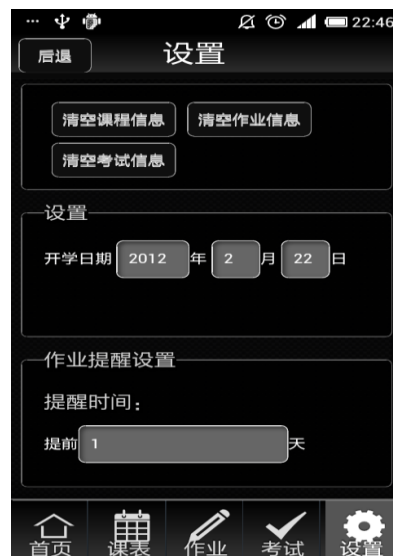 ... 22:46
后退 设置
清空课程信息 清空作业信息
清空考试信息
设置
开学日期 2012 年 2 月 22 日
作业提醒设置
提醒时间：
提前 1 天
首页 课表 作业 考试 设置